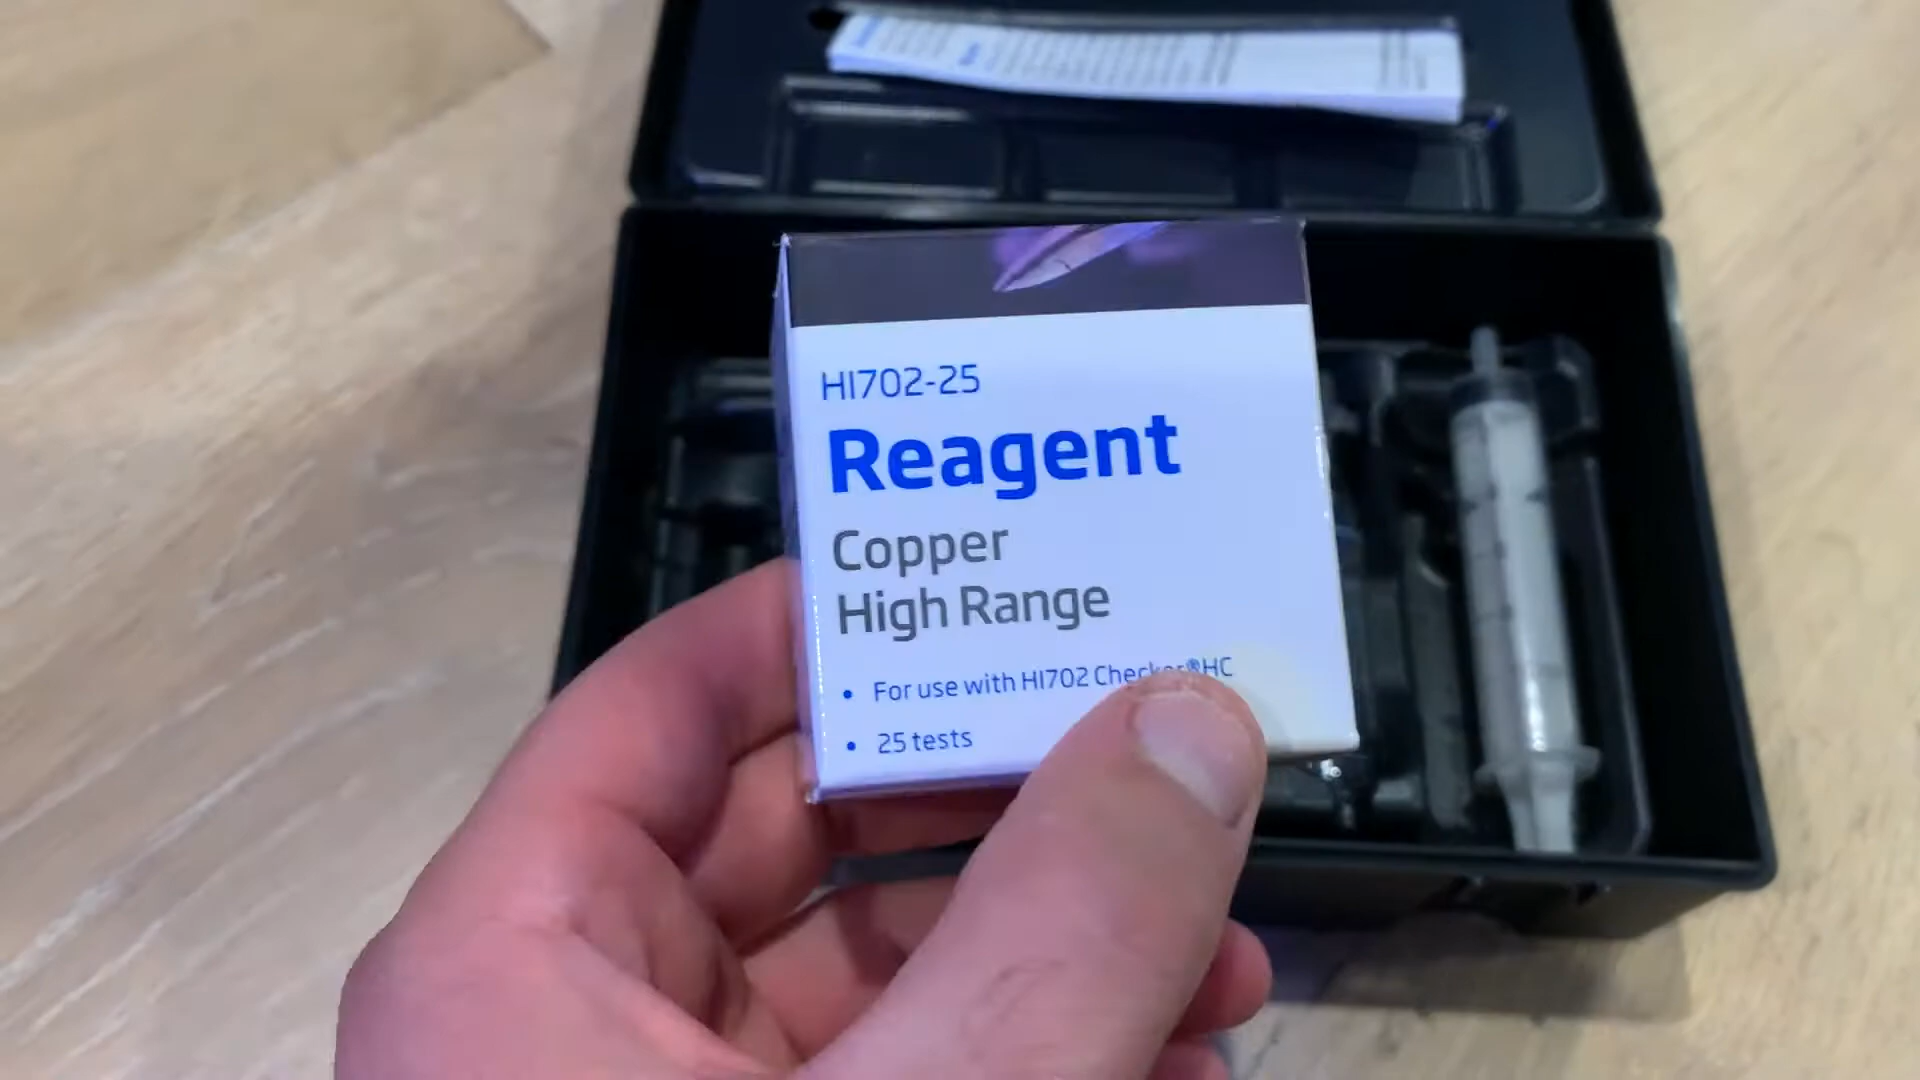 HI702-25
Reagent
Copper
High Range
• For use with HI702 Checker®HC
• 25 tests